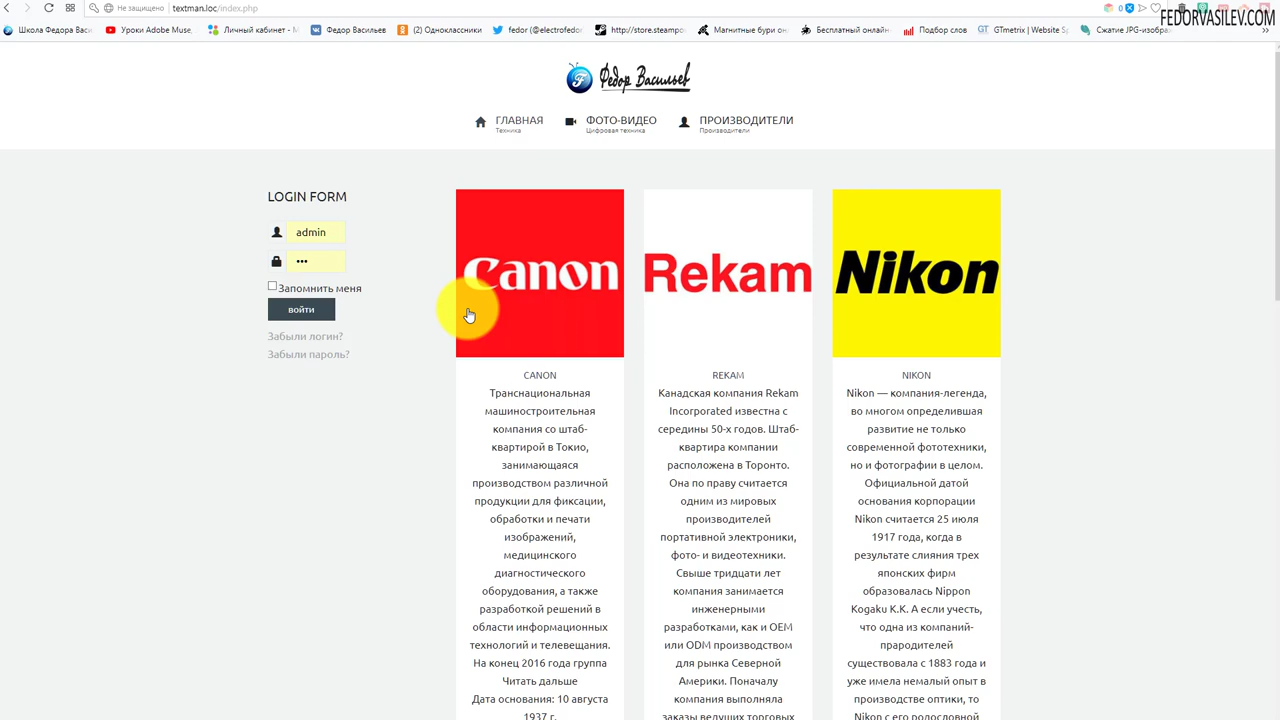 Не защищено textman.loc/index.php
FEDORVASILEV.COM
Школа Федора Васи
Уроки Adobe Muse,
Личный кабинет - М
Федор Васильев
(2) Одноклассники
fedor (@electrofedor
http://store.steampo
Магнитные бури он
Бесплатный онлайн
Подбор слов
GTmetrix | Website Sp
Сжатие JPG-изобра
Федор Васильев
ГЛАВНАЯ
Техника
ФОТО-ВИДЕО
Цифровая техника
ПРОИЗВОДИТЕЛИ
Производители
LOGIN FORM
admin
•••
Запомнить меня
ВОЙТИ
Забыли логин?
Забыли пароль?
Canon
CANON
Транснациональная
машиностроительная
компания со штаб-
квартирой в Токио,
занимающаяся
производством различной
продукции для фиксации,
обработки и печати
изображений,
медицинского
диагностического
оборудования, а также
разработкой решений в
области информационных
технологий и телевещания.
На конец 2016 года группа
Читать дальше
Дата основания: 10 августа
1937 г.
Rekam
REKAM
Канадская компания Rekam
Incorporated известна с
середины 50-х годов. Штаб-
квартира компании
расположена в Торонто.
Она по праву считается
одним из мировых
производителей
портативной электроники,
фото- и видеотехники.
Свыше тридцати лет
компания занимается
инженерными
разработками, как и OEM
или ODM производством
для рынка Северной
Америки. Поначалу
компания выполняла
заказы ведущих торговых
Nikon
NIKON
Nikon — компания-легенда,
во многом определившая
развитие не только
современной фототехники,
но и фотографии в целом.
Официальной датой
основания корпорации
Nikon считается 25 июля
1917 года, когда в
результате слияния трех
японских фирм
образовалась Nippon
Kogaku K.K. А если учесть,
что одна из компаний-
прародителей
существовала с 1883 года и
уже имела немалый опыт в
производстве оптики, то
Nikon с его родословной